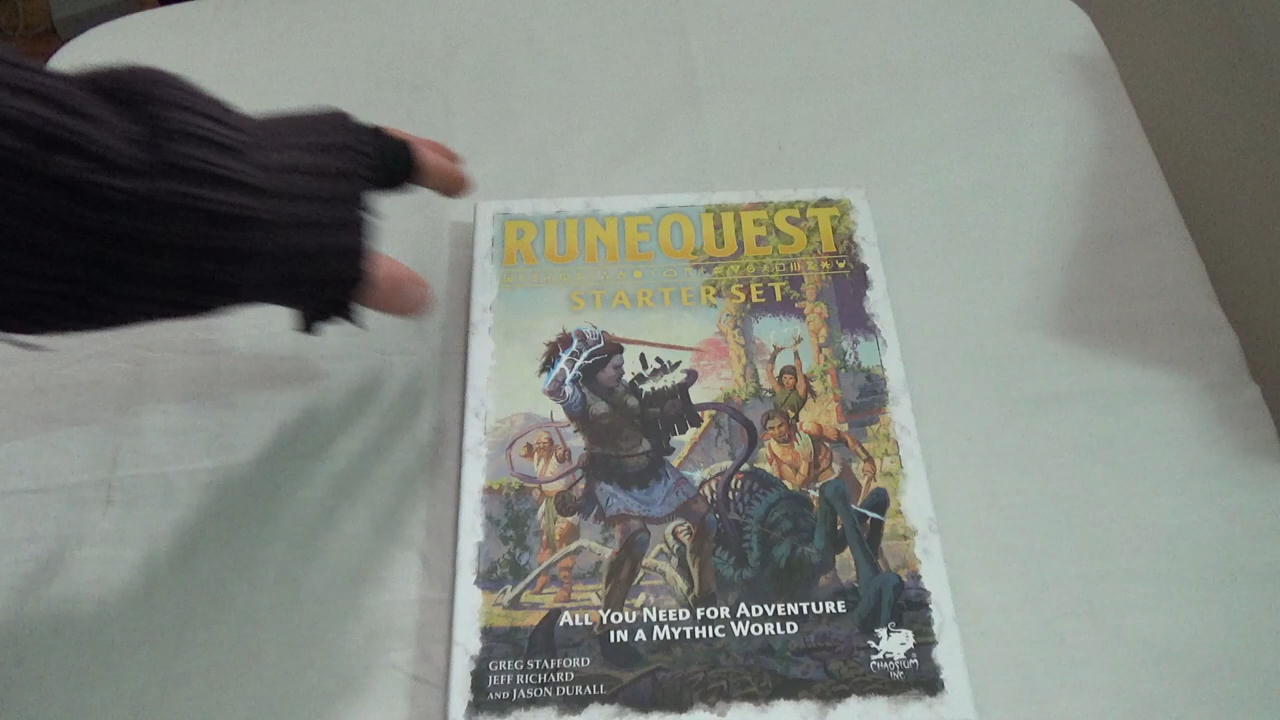 RUNEQUEST
STARTER SET
ALL YOU NEED FOR ADVENTURE
IN A MYTHIC WORLD
GREG STAFFORD
JEFF RICHARD
AND JASON DURALL
CHAOSIUM
INC